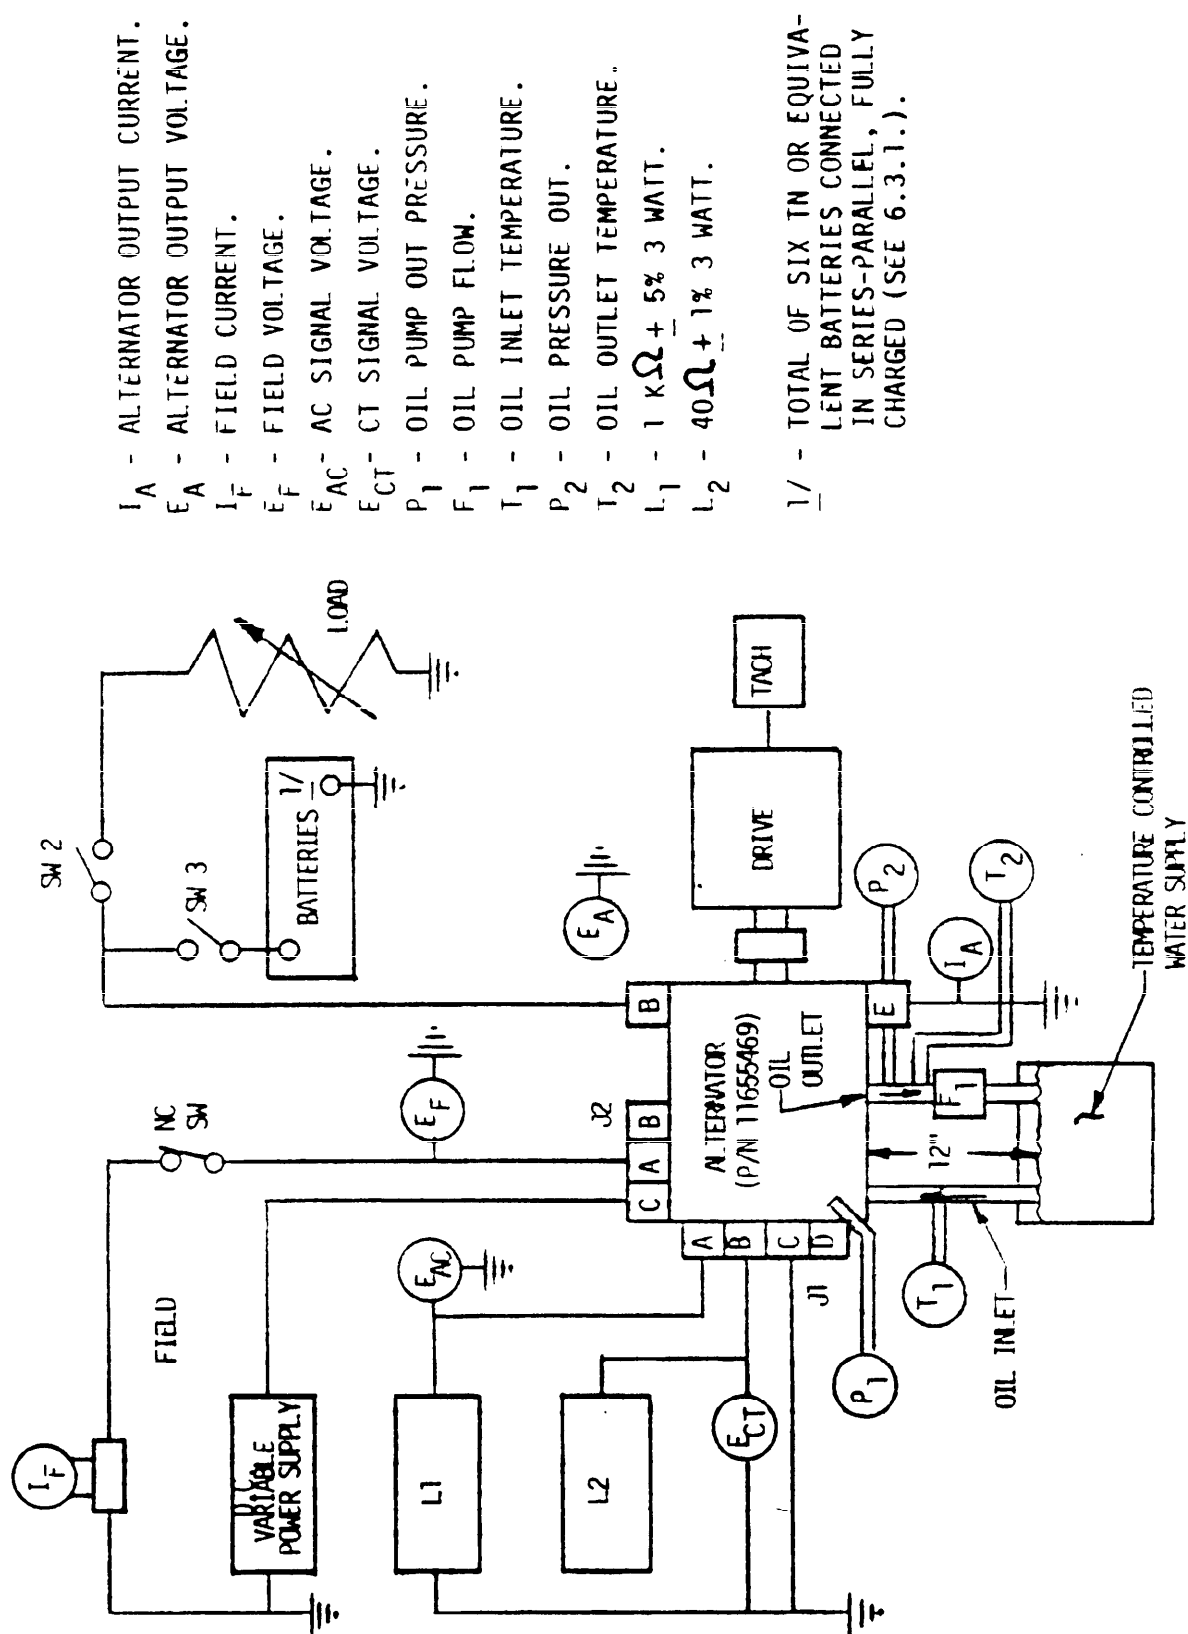 I_F
FIELD
NC
SW
D.C.
VARIABLE
POWER SUPPLY
L1
L2
E_AC
E_CT
E_F
SW 2
SW 3
BATTERIES 1/
LOAD
E_A
J2
C A B
B
A
B
C
D
J1
ALTERNATOR
(P/N 11655469)
OIL
OUTLET
E
DRIVE
TACH
P_1
T_1
OIL INLET
12"
F_1
I_A
P_2
T_2
TEMPERATURE CONTROLLED
WATER SUPPLY
I_A - ALTERNATOR OUTPUT CURRENT.
E_A - ALTERNATOR OUTPUT VOLTAGE.
I_F - FIELD CURRENT.
E_F - FIELD VOLTAGE.
E_AC - AC SIGNAL VOLTAGE.
E_CT - CT SIGNAL VOLTAGE.
P_1 - OIL PUMP OUT PRESSURE.
F_1 - OIL PUMP FLOW.
T_1 - OIL INLET TEMPERATURE.
P_2 - OIL PRESSURE OUT.
T_2 - OIL OUTLET TEMPERATURE.
L_1 - 1 KΩ ± 5% 3 WATT.
L_2 - 40Ω ± 1% 3 WATT.
1/ - TOTAL OF SIX TN OR EQUIVA-
LENT BATTERIES CONNECTED
IN SERIES-PARALLEL, FULLY
CHARGED (SEE 6.3.1.).